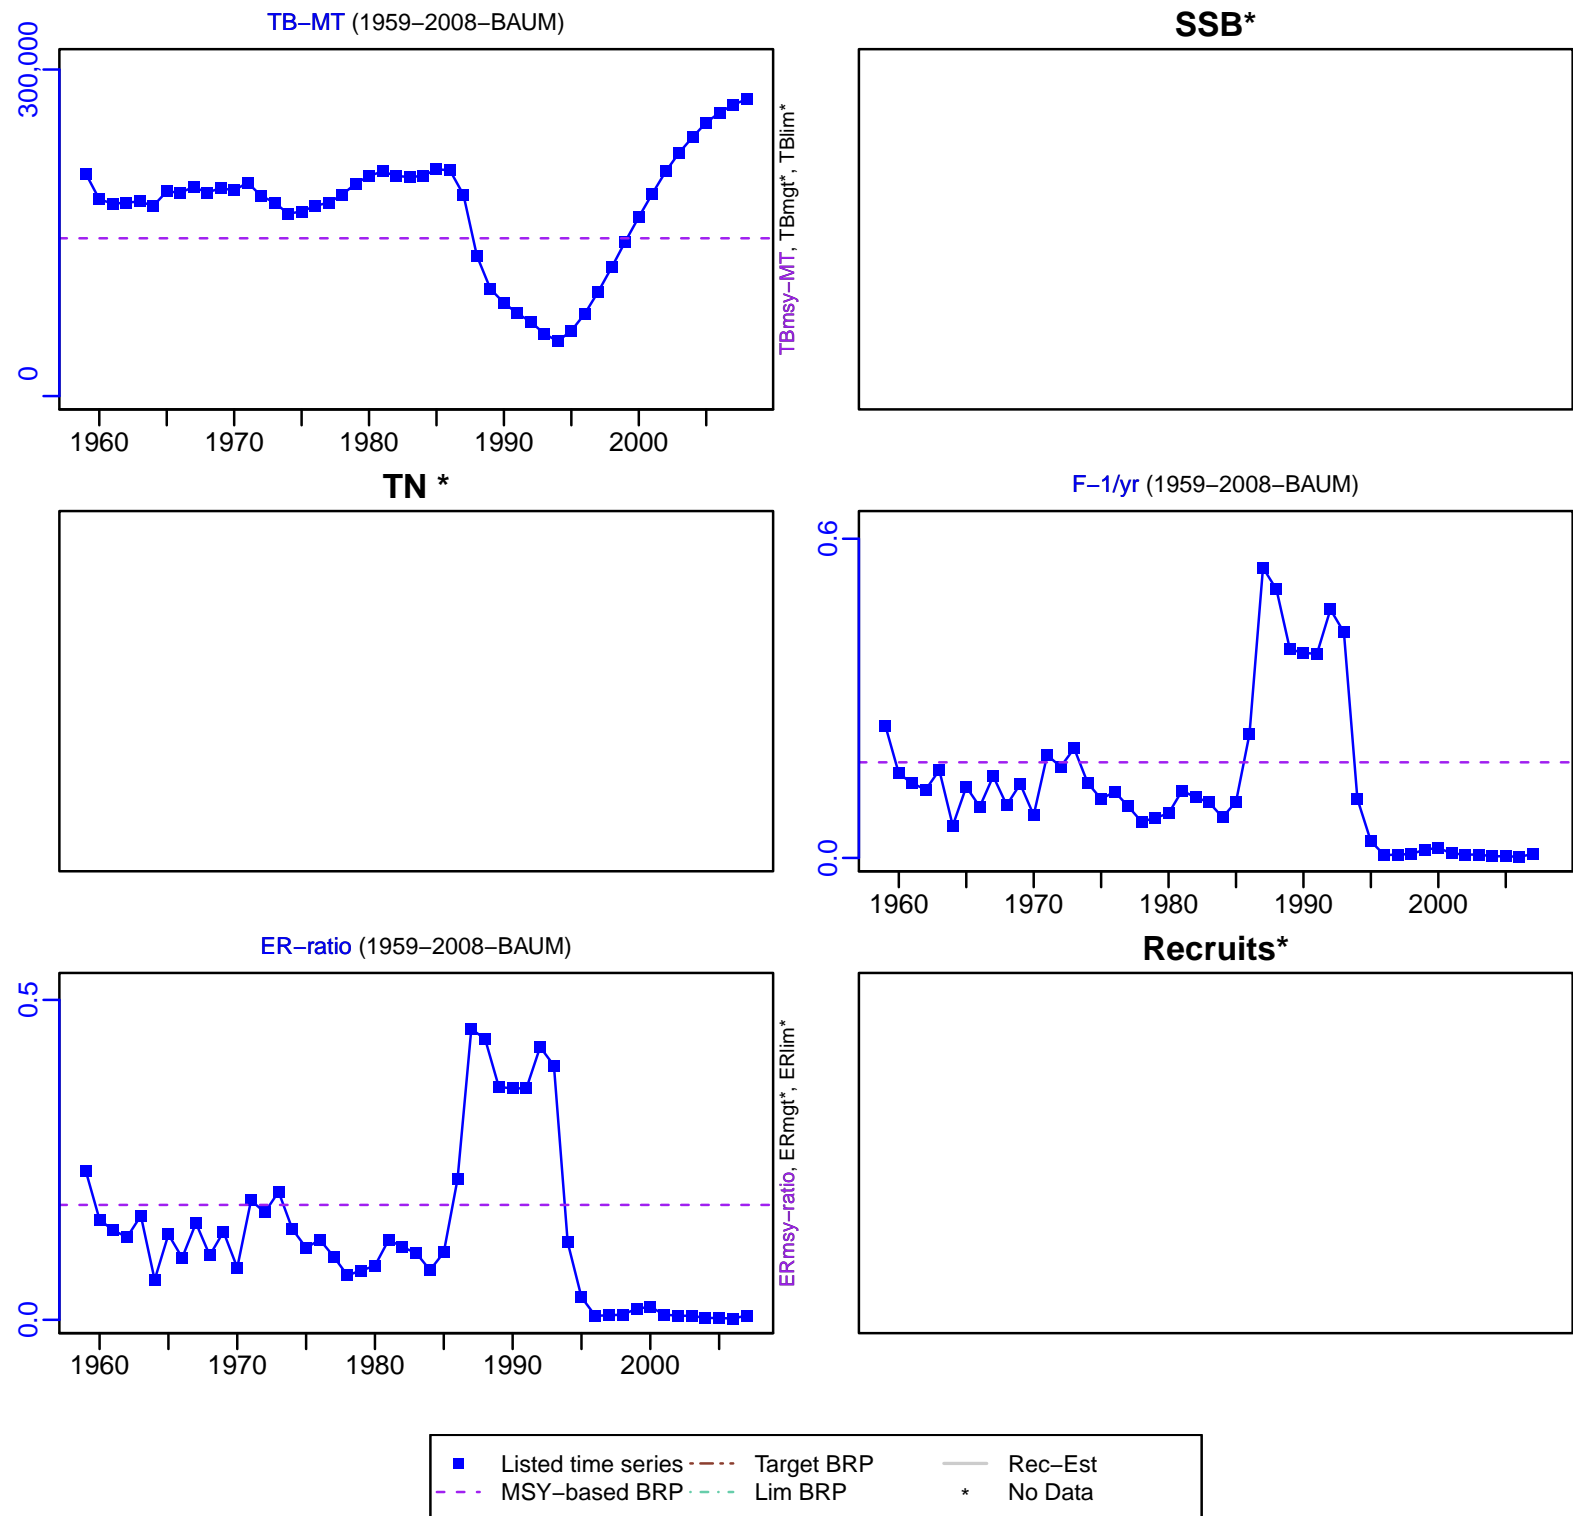 TB−MT (1959−2008−BAUM)
300,000
0
TBmsy−MT, TBmgt*, TBlim*
1960 1970 1980 1990 2000
SSB*
TN *
F−1/yr (1959−2008−BAUM)
0.6
0.0
1960 1970 1980 1990 2000
ER−ratio (1959−2008−BAUM)
0.5
0.0
ERmsy−ratio, ERmgt*, ERlim*
1960 1970 1980 1990 2000
Recruits*
Listed time series Target BRP Rec−Est
MSY−based BRP Lim BRP * No Data